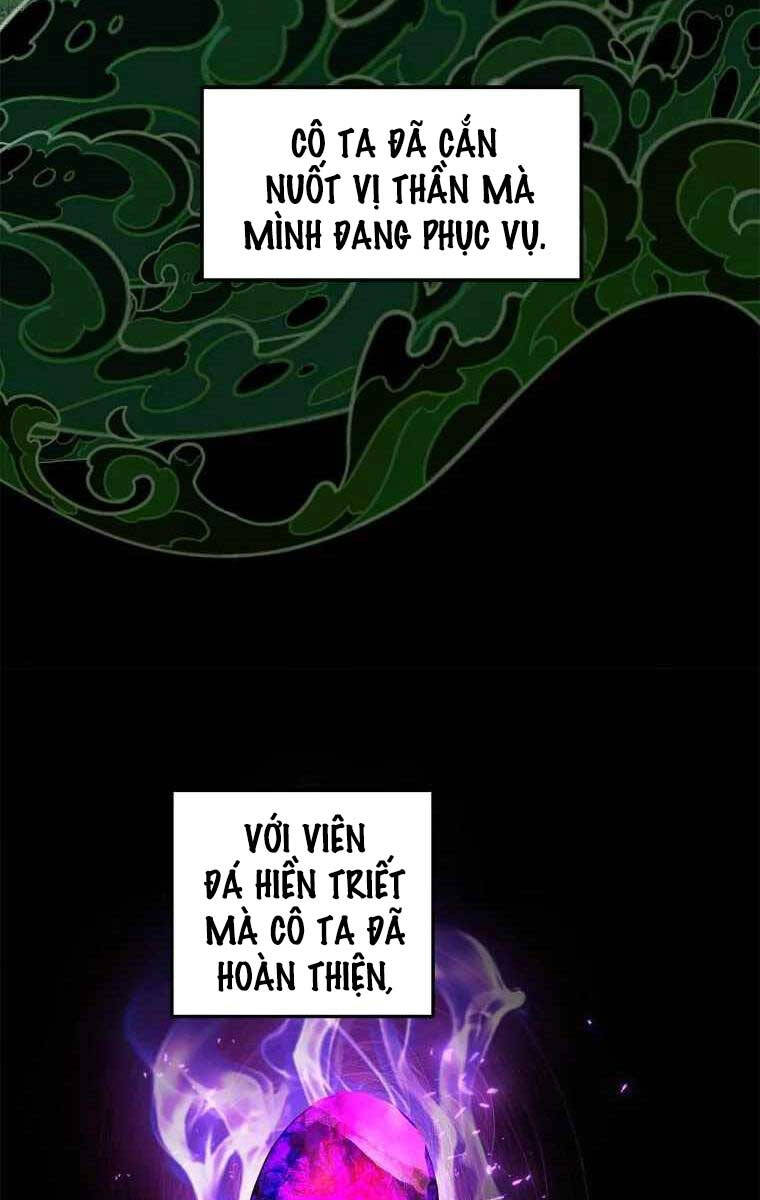 CÔ TA ĐÃ CẮN
NUỐT VỊ THẦN MÀ
MÌNH ĐANG PHỤC VỤ.
VỚI VIÊN
ĐÁ HIỀN TRIẾT
MÀ CÔ TA ĐÃ
HOÀN THIỆN,